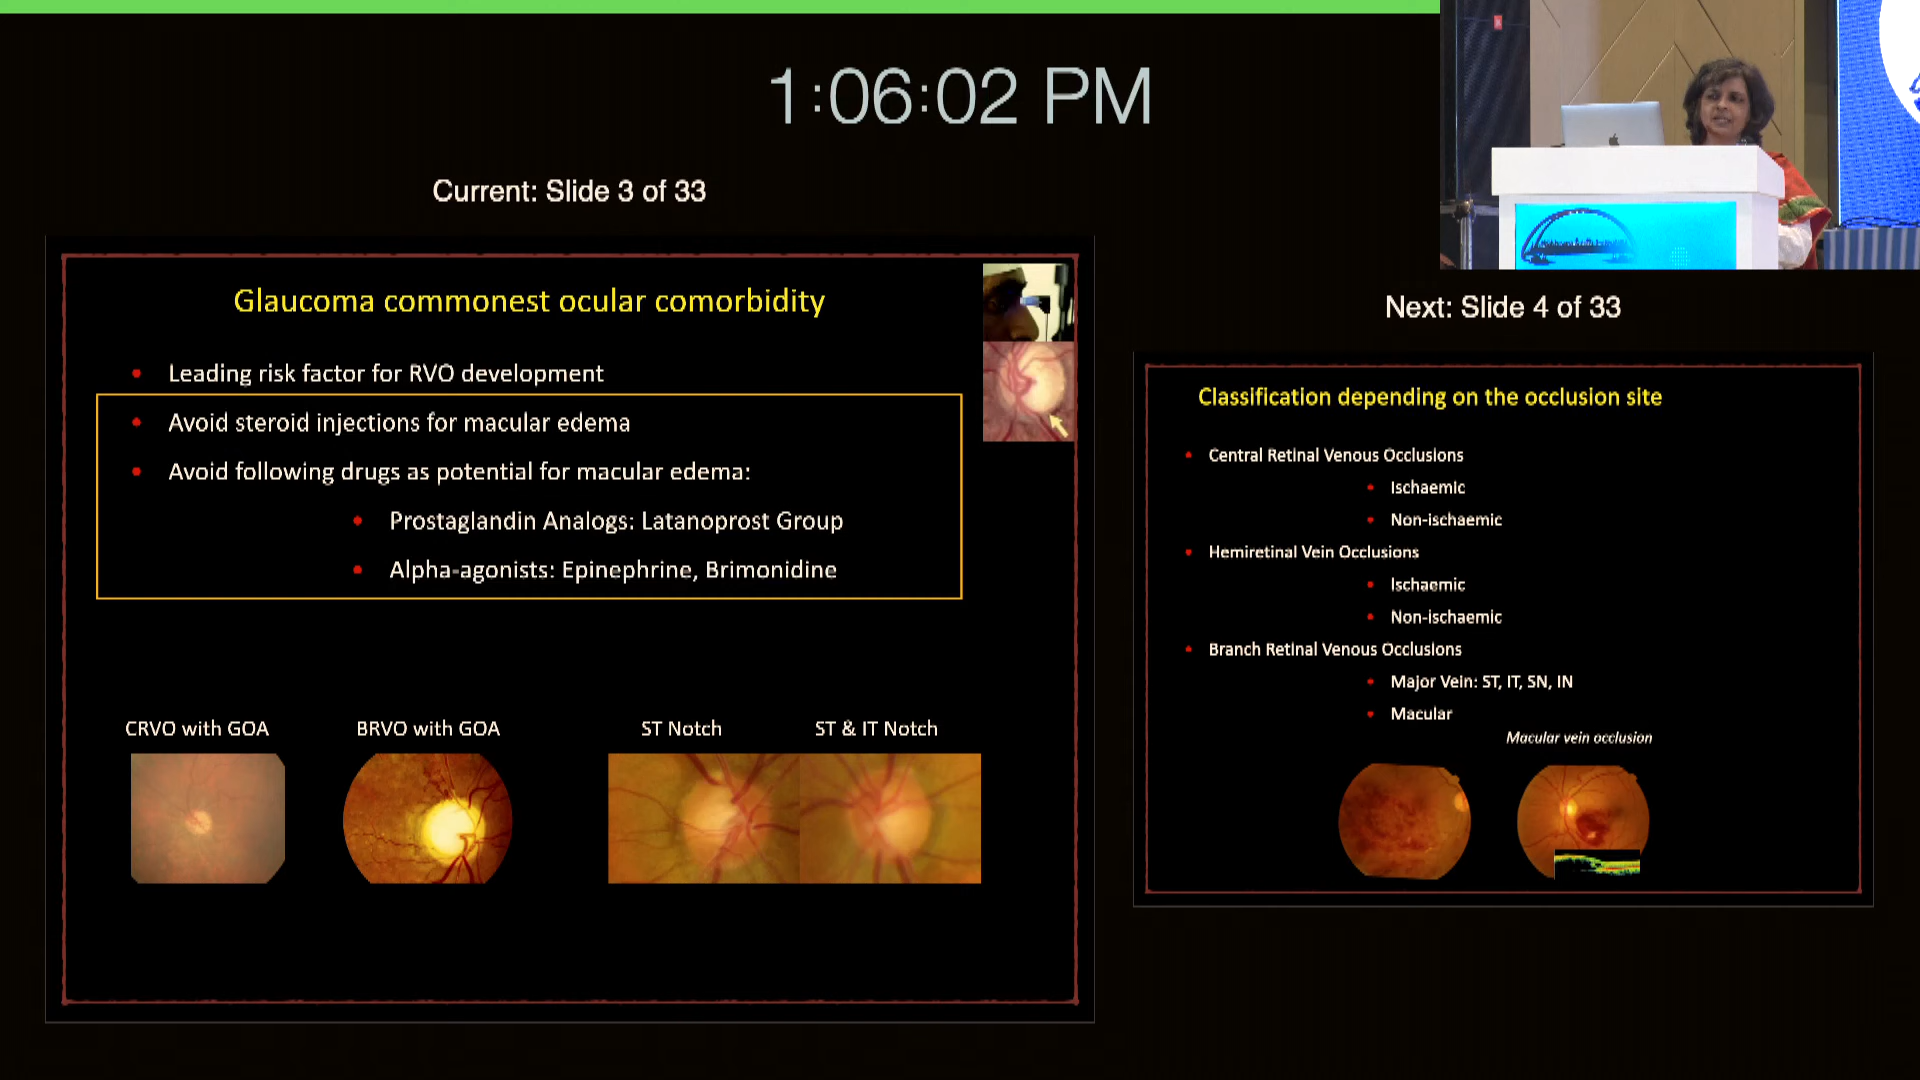 1:06:02 PM
Current: Slide 3 of 33
Glaucoma commonest ocular comorbidity
• Leading risk factor for RVO development
• Avoid steroid injections for macular edema
• Avoid following drugs as potential for macular edema:
• Prostaglandin Analogs: Latanoprost Group
• Alpha-agonists: Epinephrine, Brimonidine
CRVO with GOA BRVO with GOA ST Notch ST & IT Notch
Next: Slide 4 of 33
Classification depending on the occlusion site
• Central Retinal Venous Occlusions
• Ischaemic
• Non-ischaemic
• Hemiretinal Vein Occlusions
• Ischaemic
• Non-ischaemic
• Branch Retinal Venous Occlusions
• Major Vein: ST, IT, SN, IN
• Macular
Macular vein occlusion